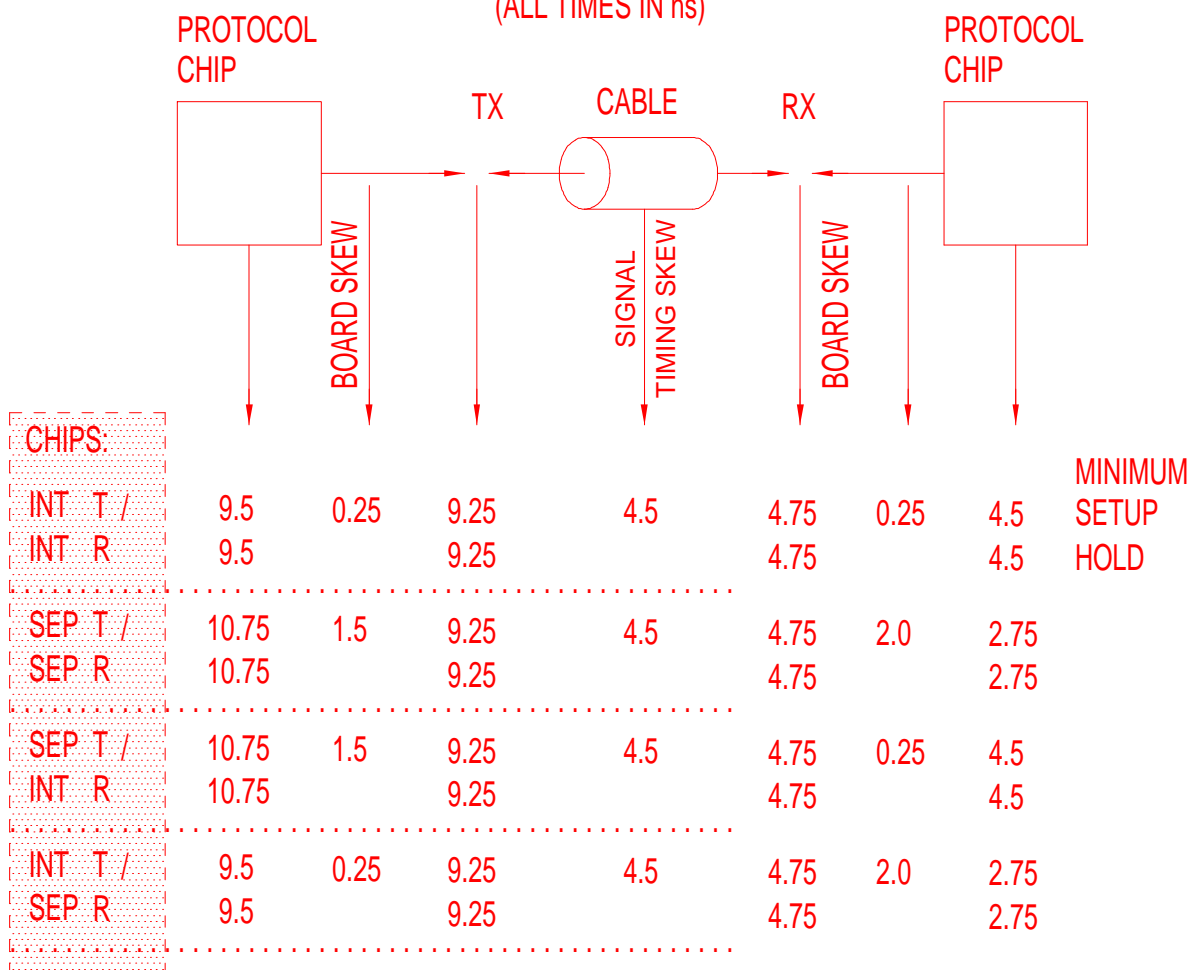 (ALL TIMES IN ns)
PROTOCOL
CHIP
PROTOCOL
CHIP
TX
CABLE
RX
BOARD SKEW
SIGNAL
TIMING SKEW
BOARD SKEW
CHIPS:
MINIMUM
INT T / 9.5 0.25 9.25 4.5 4.75 0.25 4.5 SETUP
INT R 9.5 9.25 4.75 4.5 HOLD
SEP T / 10.75 1.5 9.25 4.5 4.75 2.0 2.75
SEP R 10.75 9.25 4.75 2.75
SEP T / 10.75 1.5 9.25 4.5 4.75 0.25 4.5
INT R 10.75 9.25 4.75 4.5
INT T / 9.5 0.25 9.25 4.5 4.75 2.0 2.75
SEP R 9.5 9.25 4.75 2.75